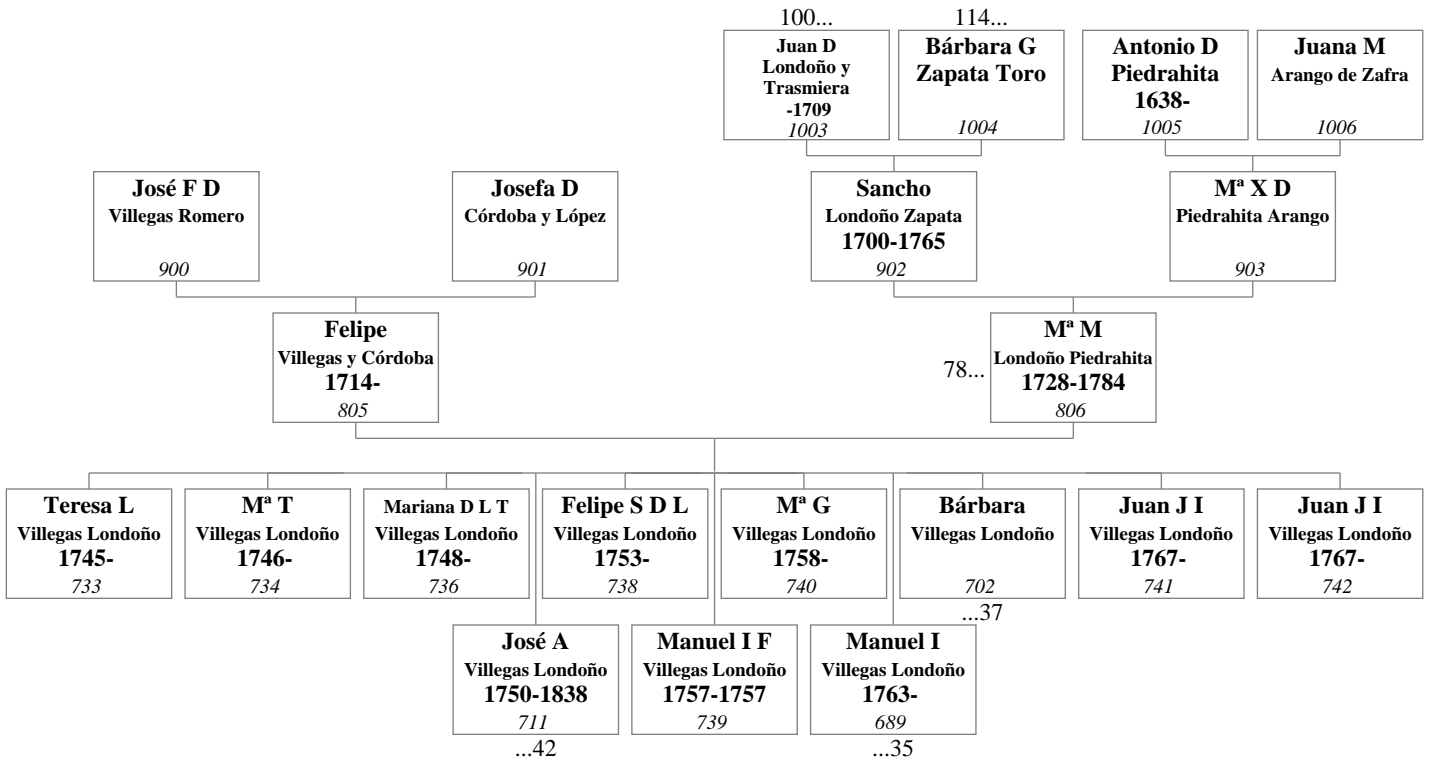 100...
114...
Juan D
Londoño y
Trasmiera
-1709
1003
Bárbara G
Zapata Toro
1004
Antonio D
Piedrahita
1638-
1005
Juana M
Arango de Zafra
1006
José F D
Villegas Romero
900
Josefa D
Córdoba y López
901
Sancho
Londoño Zapata
1700-1765
902
Mª X D
Piedrahita Arango
903
Felipe
Villegas y Córdoba
1714-
805
78...
Mª M
Londoño Piedrahita
1728-1784
806
Teresa L
Villegas Londoño
1745-
733
Mª T
Villegas Londoño
1746-
734
Mariana D L T
Villegas Londoño
1748-
736
Felipe S D L
Villegas Londoño
1753-
738
Mª G
Villegas Londoño
1758-
740
Bárbara
Villegas Londoño
702
...37
Juan J I
Villegas Londoño
1767-
741
Juan J I
Villegas Londoño
1767-
742
José A
Villegas Londoño
1750-1838
711
...42
Manuel I F
Villegas Londoño
1757-1757
739
Manuel I
Villegas Londoño
1763-
689
...35